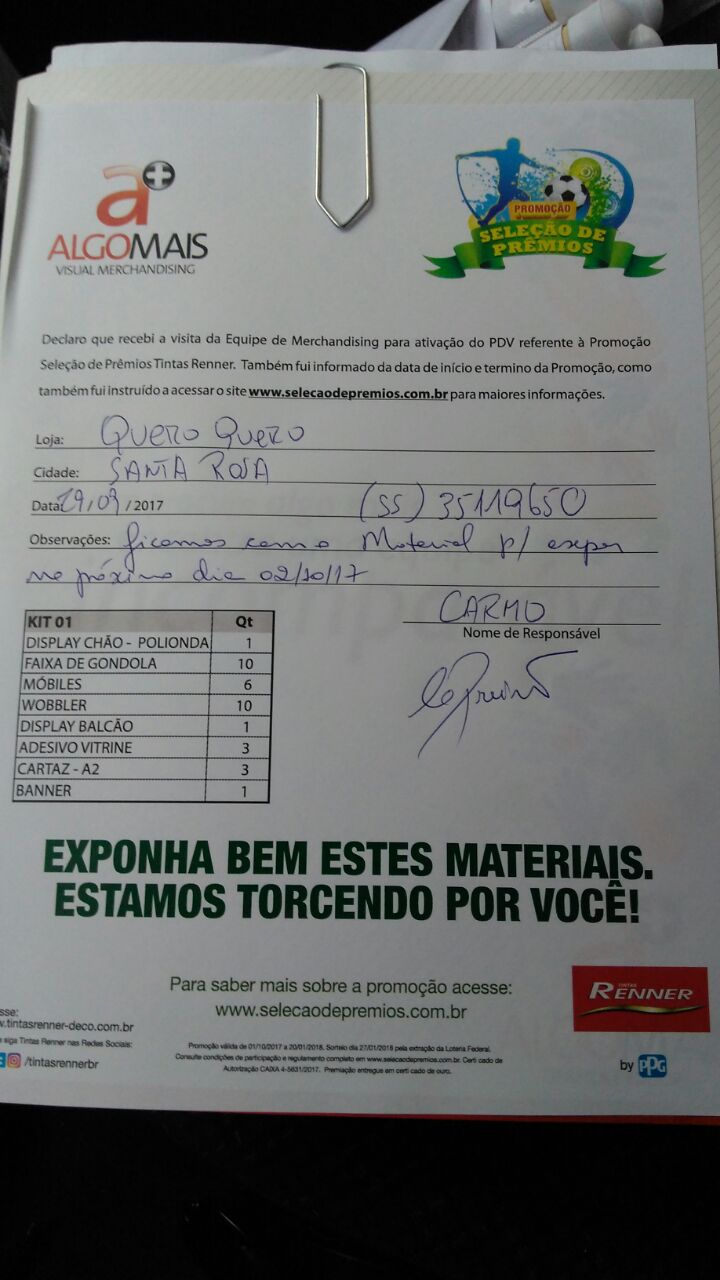 a+
ALGOMAIS
VISUAL MERCHANDISING
PROMOÇÃO
SELEÇÃO DE
PRÊMIOS
Declaro que recebi a visita da Equipe de Merchandising para ativação do PDV referente à Promoção
Seleção de Prêmios Tintas Renner. Também fui informado da data de início e termino da Promoção, como
também fui instruído a acessar o site www.selecaodepremios.com.br para maiores informações.
Loja: QUERO QUERO
Cidade: SANTA ROSA
Data: 29/09/2017 (55) 35119650
Observações: ficamos com o Material p/ expor
no próximo dia 02/10/17
CARMO
Nome de Responsável
KIT 01 Qt
DISPLAY CHÃO - POLIONDA 1
FAIXA DE GONDOLA 10
MÓBILES 6
WOBBLER 10
DISPLAY BALCÃO 1
ADESIVO VITRINE 3
CARTAZ - A2 3
BANNER 1
EXPONHA BEM ESTES MATERIAIS.
ESTAMOS TORCENDO POR VOCÊ!
Para saber mais sobre a promoção acesse:
www.selecaodepremios.com.br
TINTAS
RENNER
sse:
w.tintasrenner-deco.com.br
siga Tintas Renner nas Redes Sociais:
/tintasrennerbr
Promoção válida de 01/10/2017 a 20/01/2018. Sorteio dia 27/01/2018 pela extração da Loteria Federal.
Consulte condições de participação e regulamento completo em www.selecaodepremios.com.br. Certi cado de
Autorização CAIXA 4-5631/2017. Premiação entregue em certi cado de ouro.
by PPG